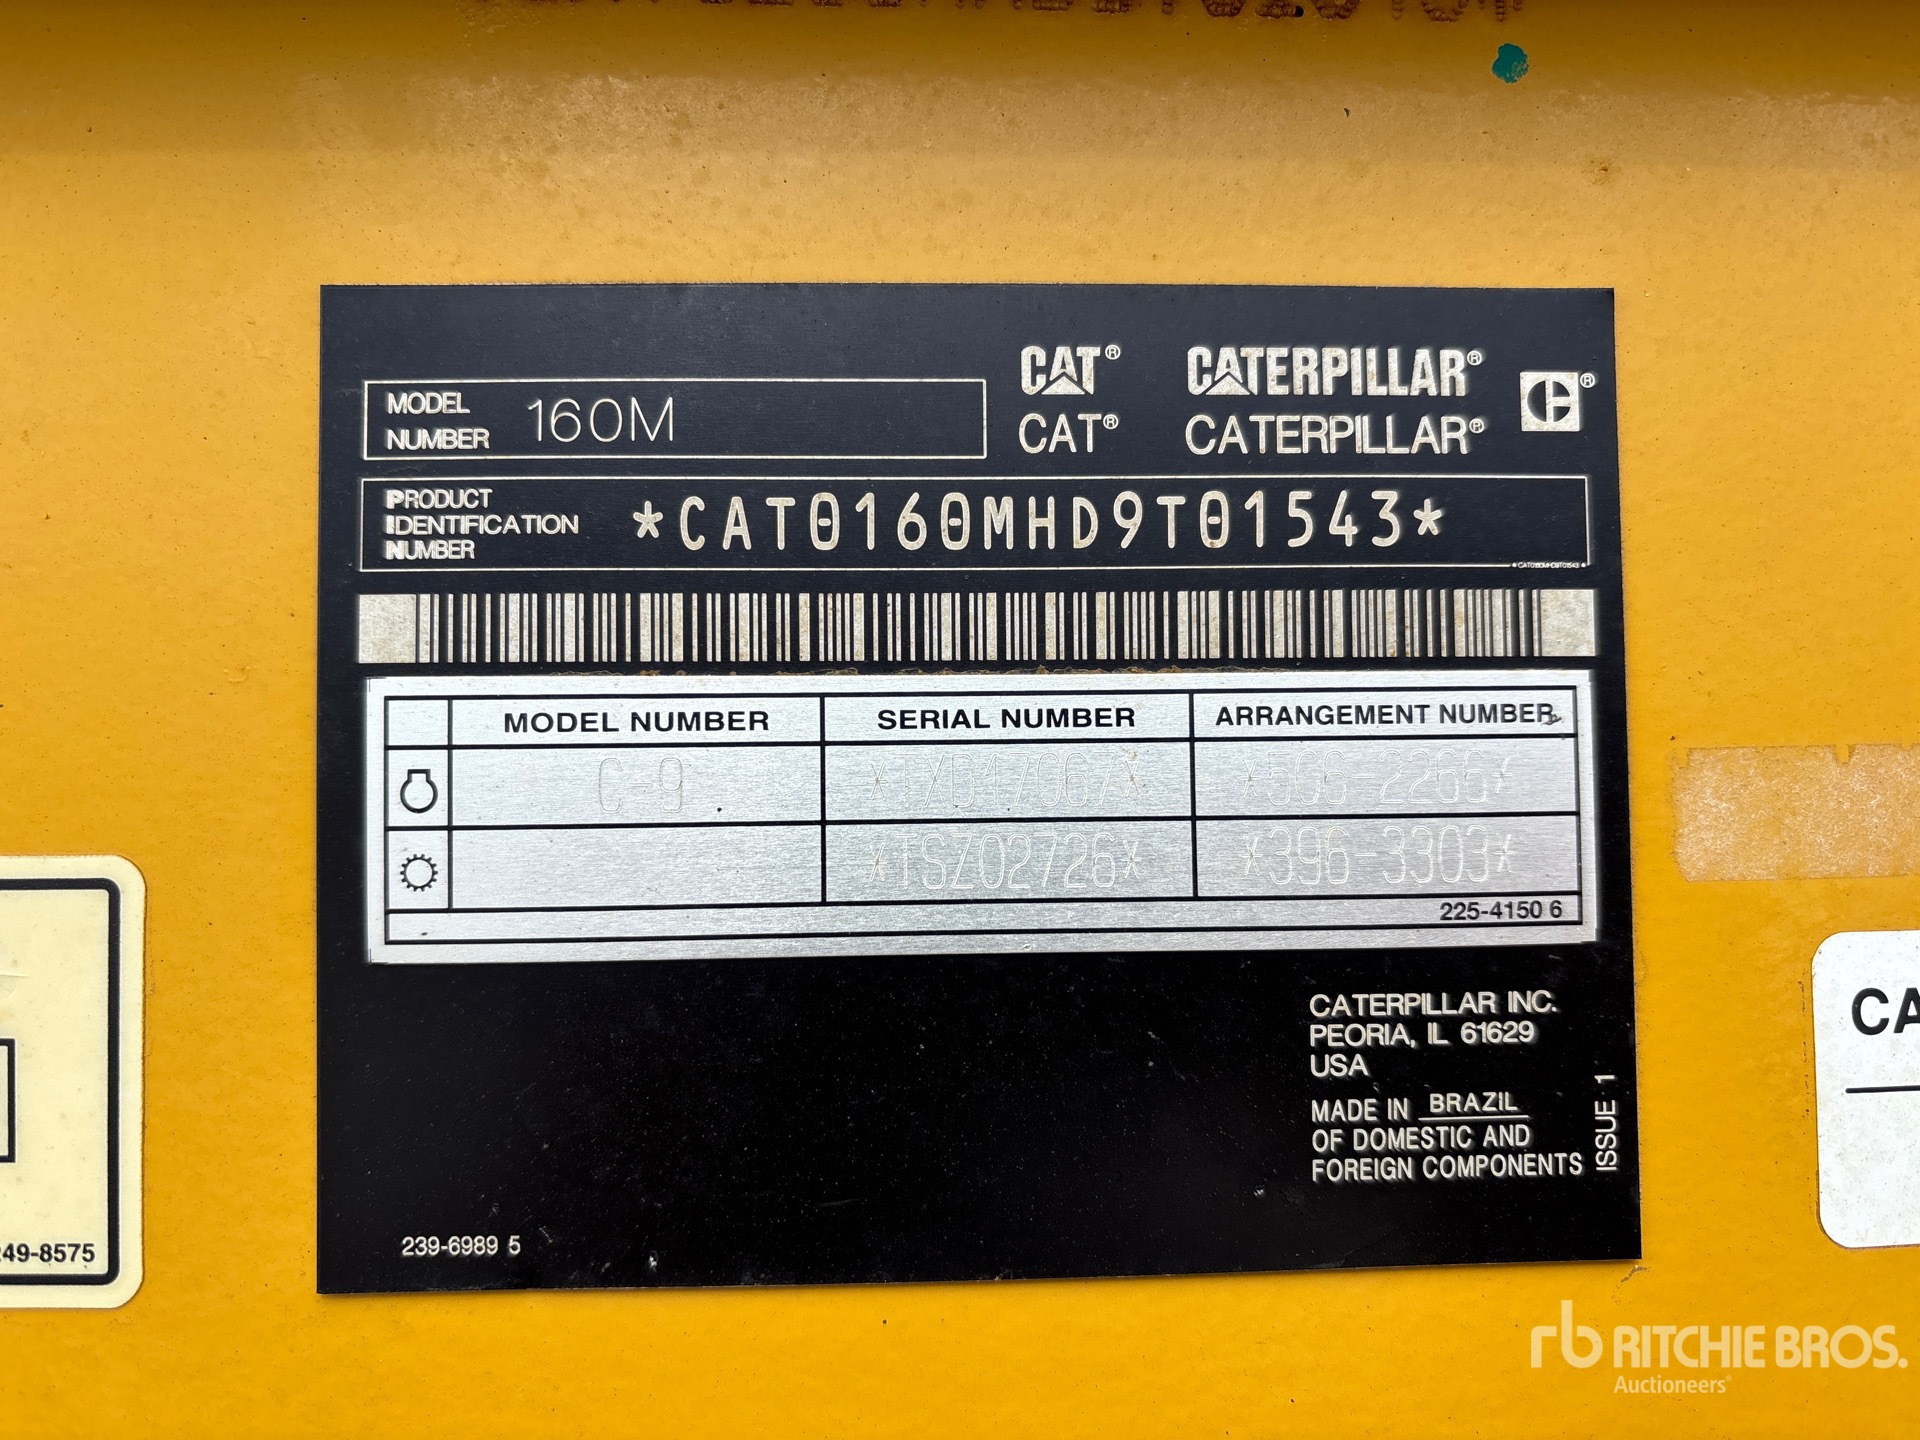 MODEL
NUMBER 160M
CAT® CATERPILLAR®
CAT® CATERPILLAR®
PRODUCT
IDENTIFICATION
NUMBER
*CAT0160MHD9T01543*
*CAT0160MHD9T01543*
MODEL NUMBER SERIAL NUMBER ARRANGEMENT NUMBER
C-9 *TXD17067* *566-2266*
*TSZ02726* *396-3303*
225-4150 6
CATERPILLAR INC.
PEORIA, IL 61629
USA
MADE IN BRAZIL
OF DOMESTIC AND
FOREIGN COMPONENTS
ISSUE 1
239-6989 5
249-8575
CA
rb RITCHIE BROS.
Auctioneers